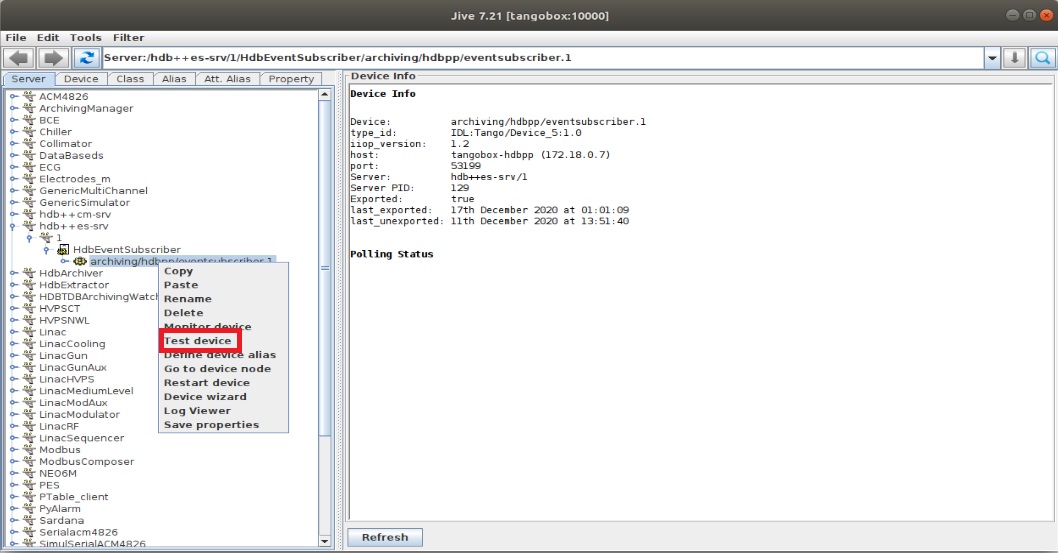 Jive 7.21 [tangobox:10000]
File Edit Tools Filter
Server:/hdb++es-srv/1/HdbEventSubscriber/archiving/hdbpp/eventsubscriber.1
Server Device Class Alias Att. Alias Property
ACM4826
ArchivingManager
BCE
Chiller
Collimator
DataBaseds
ECG
Electrodes_m
GenericMultiChannel
GenericSimulator
hdb++cm-srv
hdb++es-srv
1
HdbEventSubscriber
archiving/hdbpp/eventsubscriber.1
HdbArchiver
HdbExtractor
HDBTDBArchivingWatch
HVPSCT
HVPSNWL
Linac
LinacCooling
LinacGun
LinacGunAux
LinacHVPS
LinacMediumLevel
LinacModAux
LinacModulator
LinacRF
LinacSequencer
Modbus
ModbusComposer
NE06M
PES
PTable_client
PyAlarm
Sardana
Serialacm4826
SimulSerialACM4826
Copy
Paste
Rename
Delete
Monitor device
Test device
Define device alias
Go to device node
Restart device
Device wizard
Log Viewer
Save properties
Device Info
Device Info
Device: archiving/hdbpp/eventsubscriber.1
type_id: IDL:Tango/Device_5:1.0
iiop_version: 1.2
host: tangobox-hdbpp (172.18.0.7)
port: 53199
Server: hdb++es-srv/1
Server PID: 129
Exported: true
last_exported: 17th December 2020 at 01:01:09
last_unexported: 11th December 2020 at 13:51:40
Polling Status
Refresh